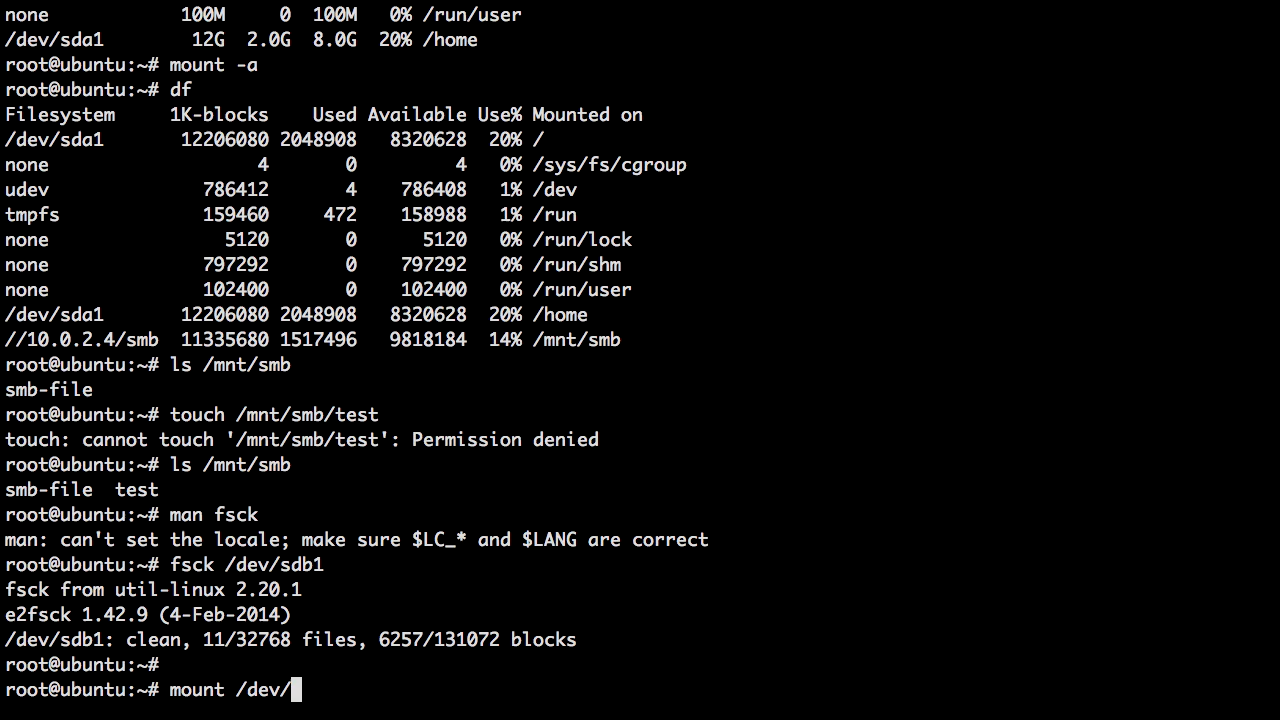 none            100M     0  100M   0% /run/user
/dev/sda1        12G  2.0G  8.0G  20% /home
root@ubuntu:~# mount -a
root@ubuntu:~# df
Filesystem     1K-blocks    Used Available Use% Mounted on
/dev/sda1       12206080 2048908   8320628  20% /
none                   4       0         4   0% /sys/fs/cgroup
udev              786412       4    786408   1% /dev
tmpfs             159460     472    158988   1% /run
none                5120       0      5120   0% /run/lock
none              797292       0    797292   0% /run/shm
none              102400       0    102400   0% /run/user
/dev/sda1       12206080 2048908   8320628  20% /home
//10.0.2.4/smb  11335680 1517496   9818184  14% /mnt/smb
root@ubuntu:~# ls /mnt/smb
smb-file
root@ubuntu:~# touch /mnt/smb/test
touch: cannot touch '/mnt/smb/test': Permission denied
root@ubuntu:~# ls /mnt/smb
smb-file  test
root@ubuntu:~# man fsck
man: can't set the locale; make sure $LC_* and $LANG are correct
root@ubuntu:~# fsck /dev/sdb1
fsck from util-linux 2.20.1
e2fsck 1.42.9 (4-Feb-2014)
/dev/sdb1: clean, 11/32768 files, 6257/131072 blocks
root@ubuntu:~#
root@ubuntu:~# mount /dev/